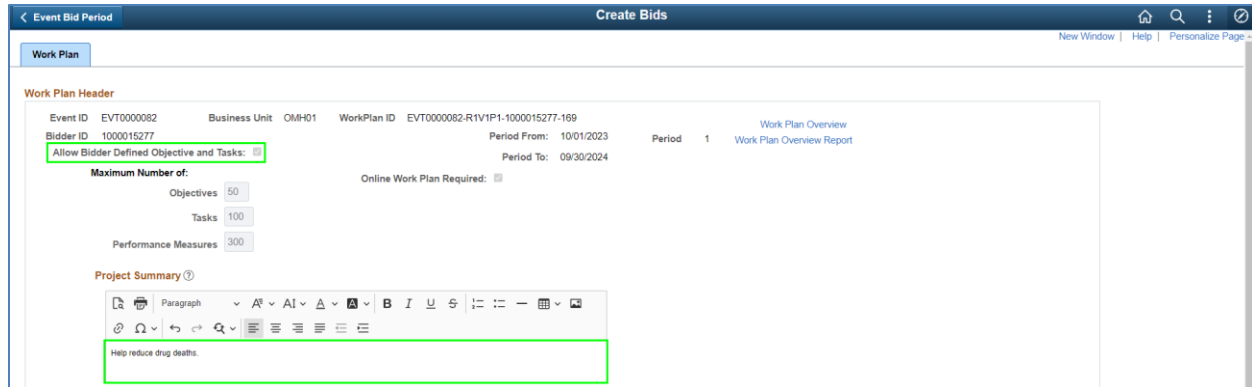 Event Bid Period
Create Bids
New Window | Help | Personalize Page
Work Plan
Work Plan Header
Event ID EVT0000082 Business Unit OMH01 WorkPlan ID EVT0000082-R1V1P1-1000015277-169
Work Plan Overview
Bidder ID 1000015277 Period From: 10/01/2023 Period 1 Work Plan Overview Report
Allow Bidder Defined Objective and Tasks:
Period To: 09/30/2024
Maximum Number of:
Online Work Plan Required:
Objectives 50
Tasks 100
Performance Measures 300
Project Summary
Paragraph
B I U S
Ω
Help reduce drug deaths.